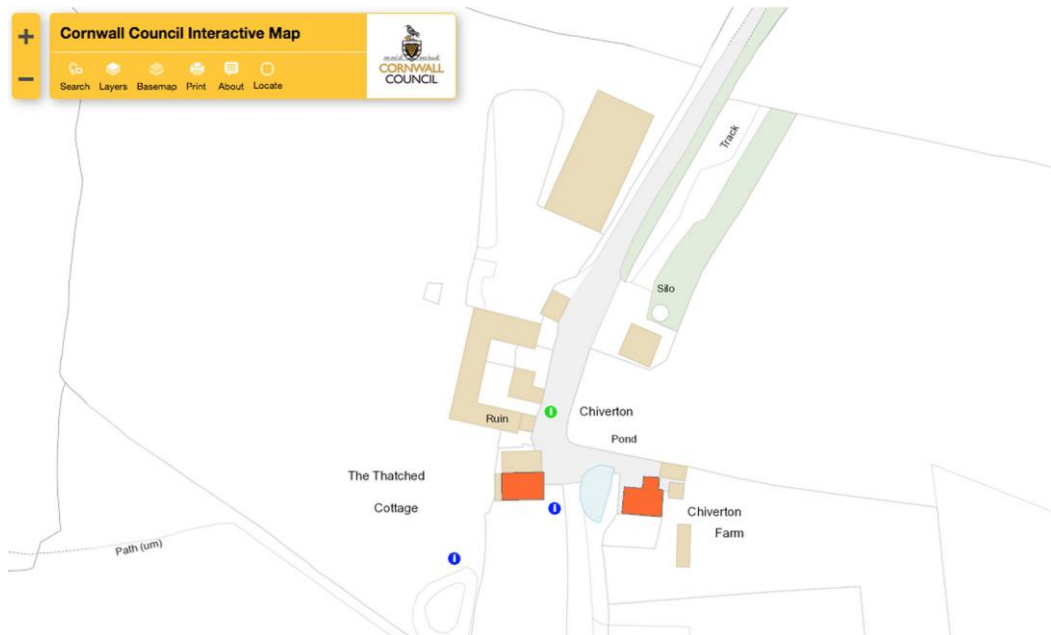 Cornwall Council Interactive Map
Search Layers Basemap Print About Locate
CORNWALL
COUNCIL
Track
Silo
Ruin
Chiverton
Pond
The Thatched
Cottage
Chiverton
Farm
Path (um)